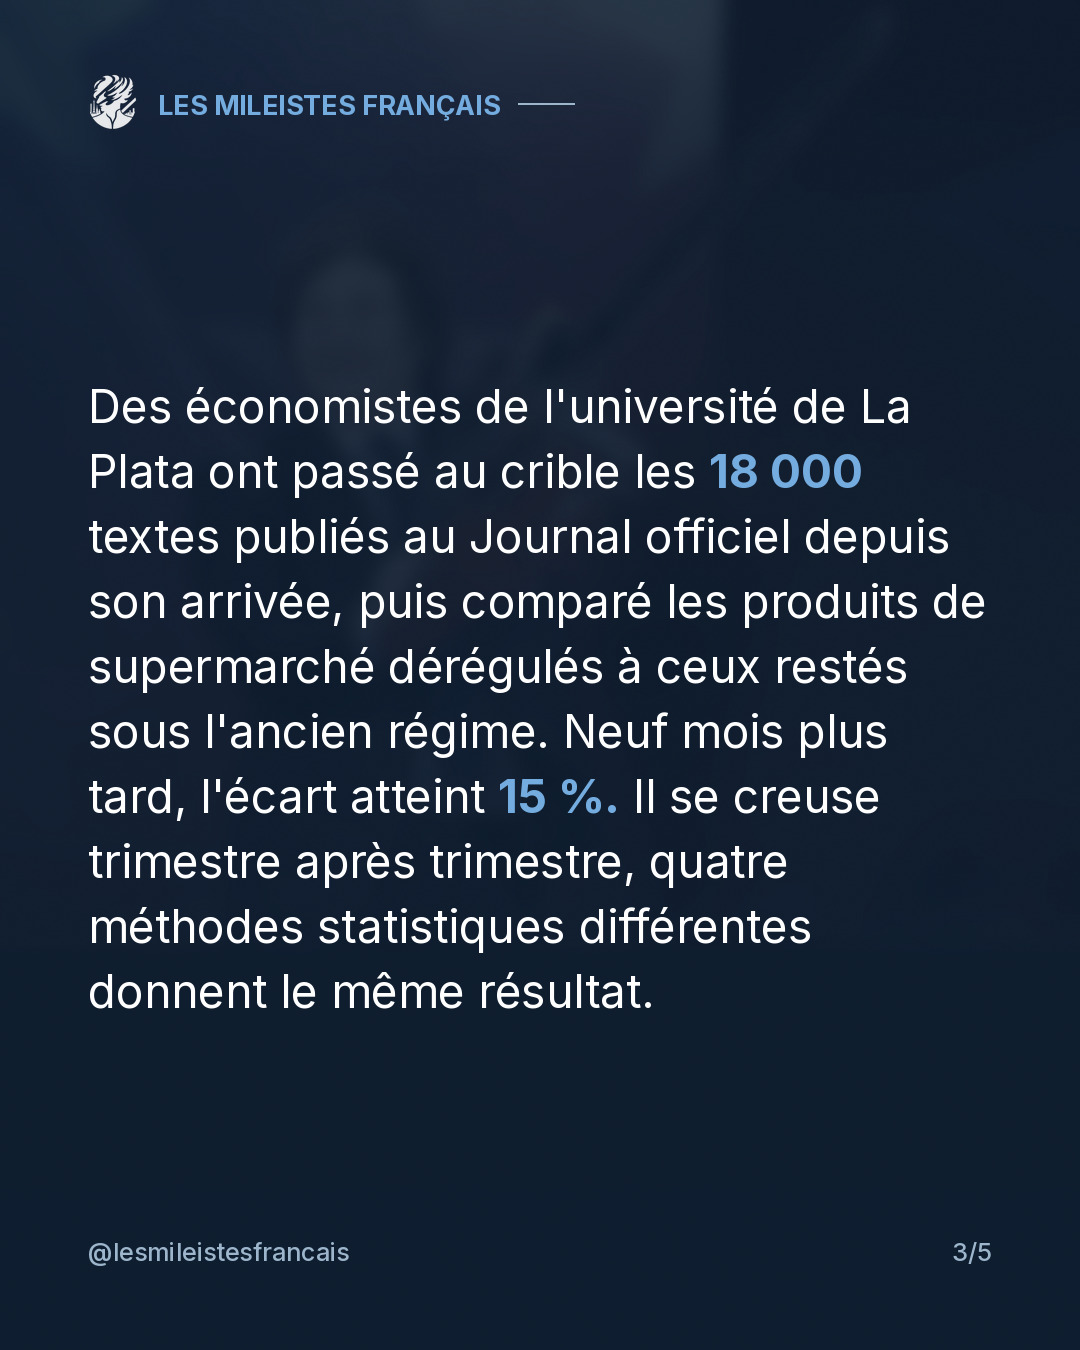 LES MILEISTES FRANÇAIS
Des économistes de l'université de La
Plata ont passé au crible les 18 000
textes publiés au Journal officiel depuis
son arrivée, puis comparé les produits de
supermarché dérégulés à ceux restés
sous l'ancien régime. Neuf mois plus
tard, l'écart atteint 15 %. Il se creuse
trimestre après trimestre, quatre
méthodes statistiques différentes
donnent le même résultat.
@lesmileistesfrancais
3/5